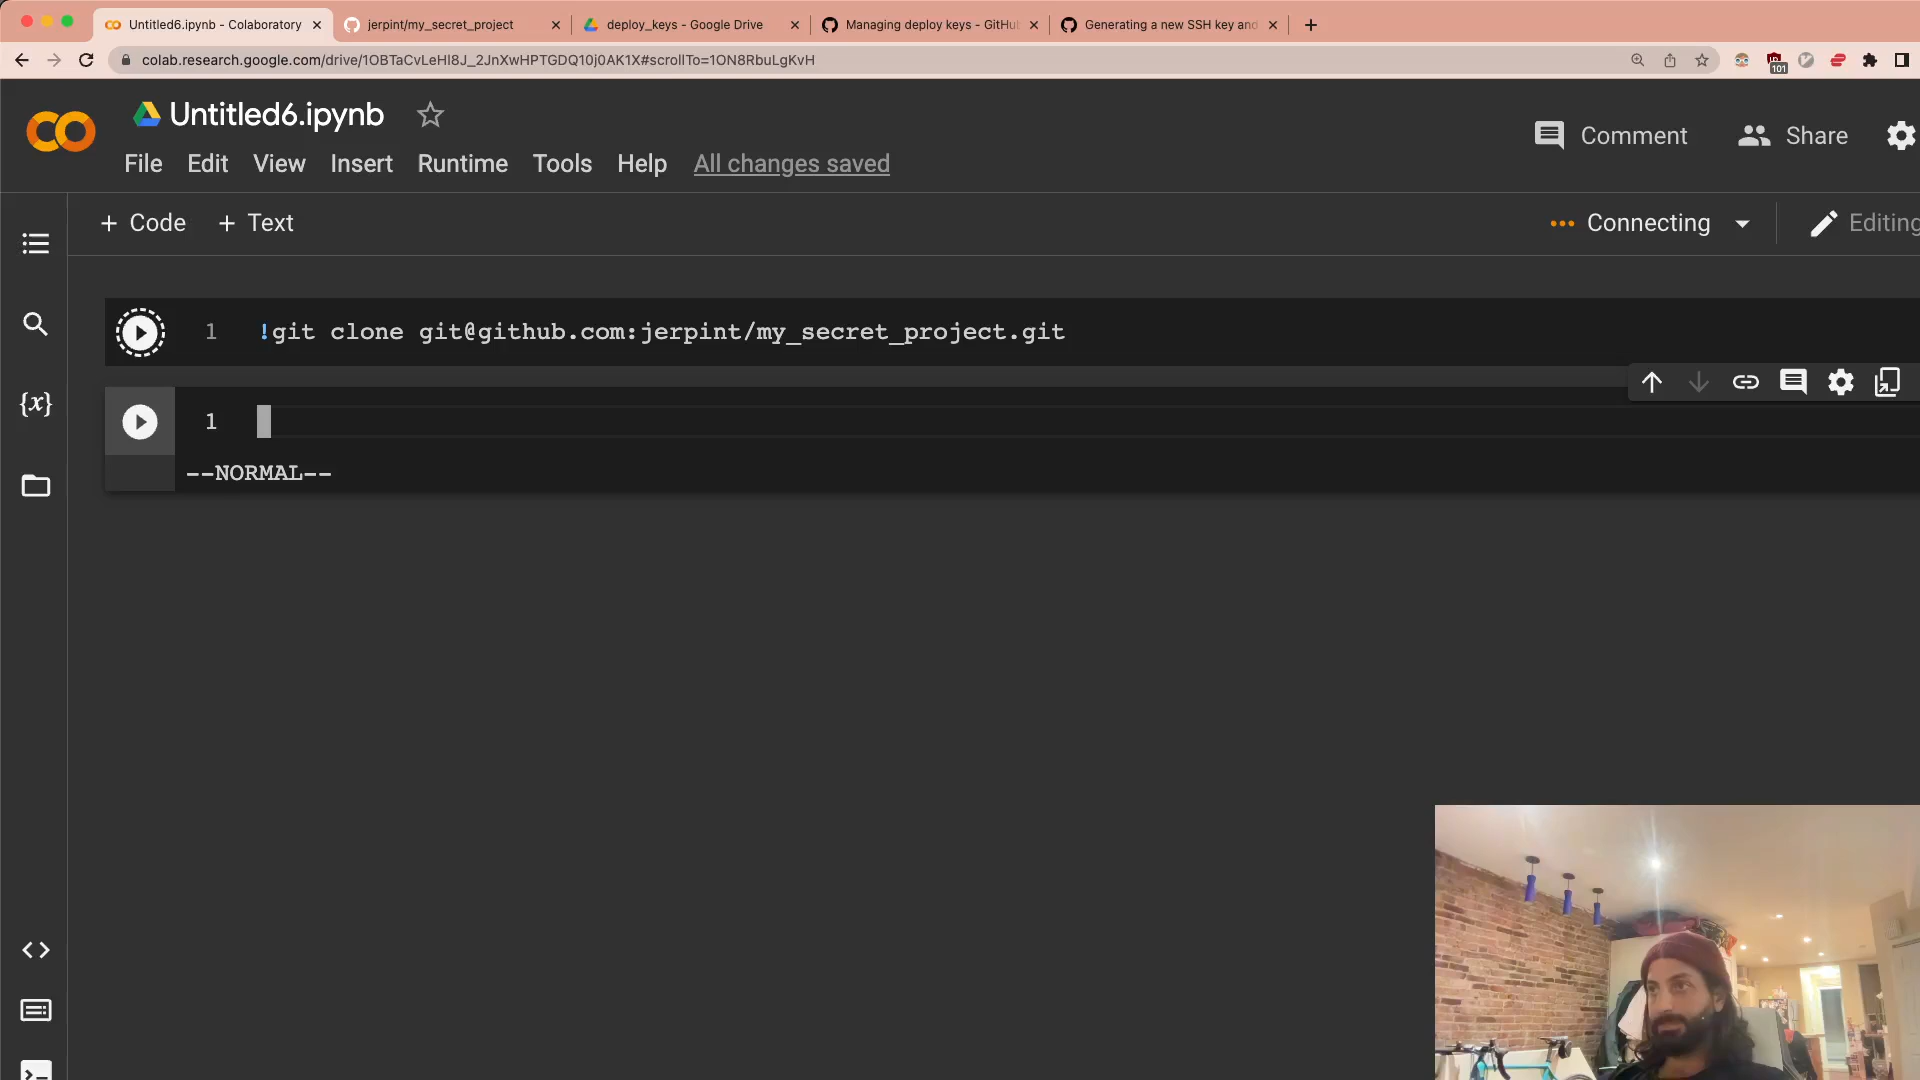 Untitled6.ipynb - Colaboratory
jerpint/my_secret_project
deploy_keys - Google Drive
Managing deploy keys - GitHub
Generating a new SSH key and
colab.research.google.com/drive/1OBTaCvLeHI8J_2JnXwHPTGDQ10j0AK1X#scrollTo=1ON8RbuLgKvH
101
Untitled6.ipynb
Comment
Share
File Edit View Insert Runtime Tools Help All changes saved
+ Code + Text
Connecting
Editing
{x}
1 !git clone git@github.com:jerpint/my_secret_project.git
1
--NORMAL--